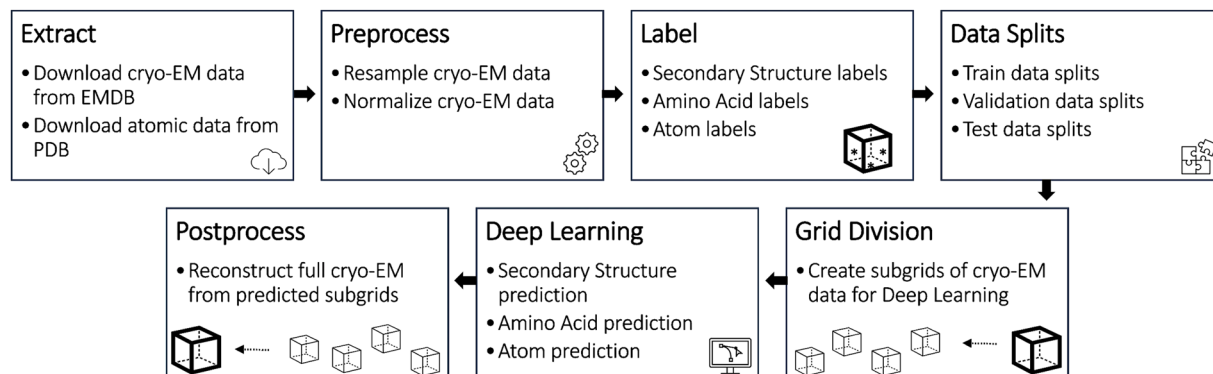 Extract
• Download cryo-EM data
from EMDB
• Download atomic data from
PDB
Preprocess
• Resample cryo-EM data
• Normalize cryo-EM data
Label
• Secondary Structure labels
• Amino Acid labels
• Atom labels
Data Splits
• Train data splits
• Validation data splits
• Test data splits
Grid Division
• Create subgrids of cryo-EM
data for Deep Learning
Deep Learning
• Secondary Structure
prediction
• Amino Acid prediction
• Atom prediction
Postprocess
• Reconstruct full cryo-EM
from predicted subgrids